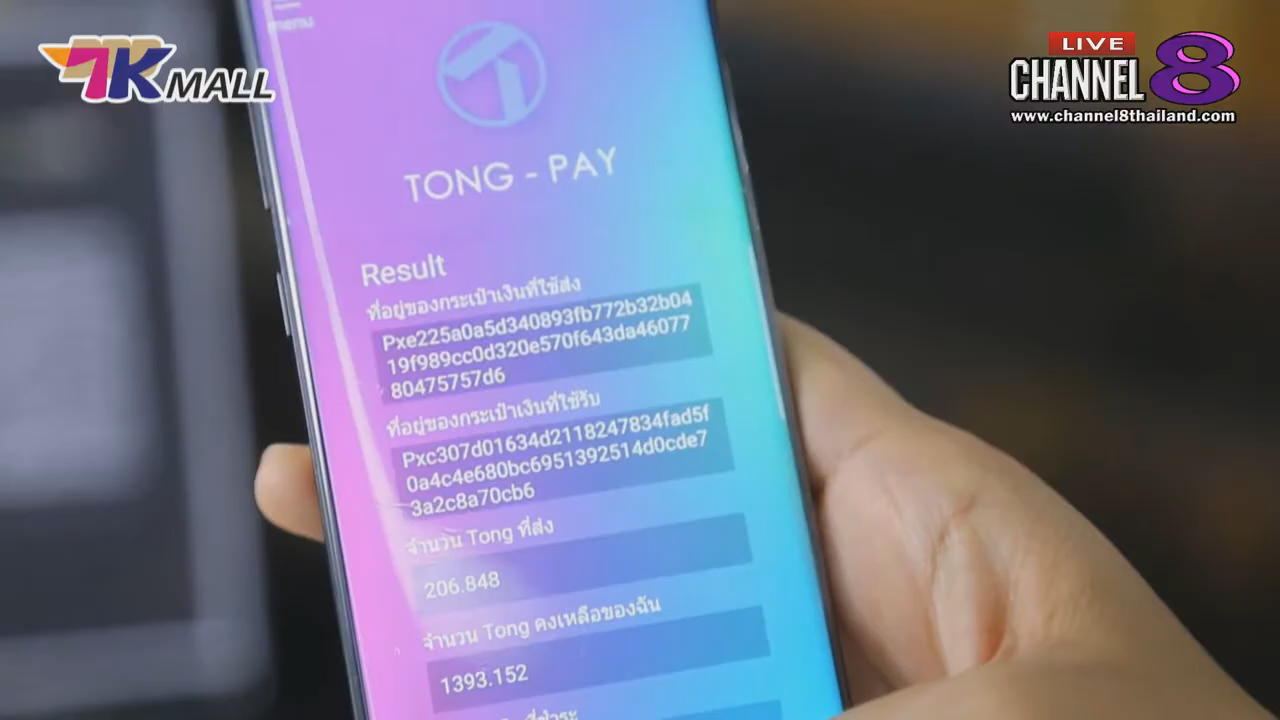 7K MALL
LIVE
CHANNEL 8
www.channel8thailand.com
menu
TONG - PAY
Result
ที่อยู่ของกระเป๋าเงินที่ใช้ส่ง
Pxe225a0a5d340893fb772b32b04
19f989cc0d320e570f643da46077
80475757d6
ที่อยู่ของกระเป๋าเงินที่ใช้รับ
Pxc307d01634d2118247834fad5f
0a4c4e680bc6951392514d0cde7
3a2c8a70cb6
จำนวน Tong ที่ส่ง
206.848
จำนวน Tong คงเหลือของฉัน
1393.152